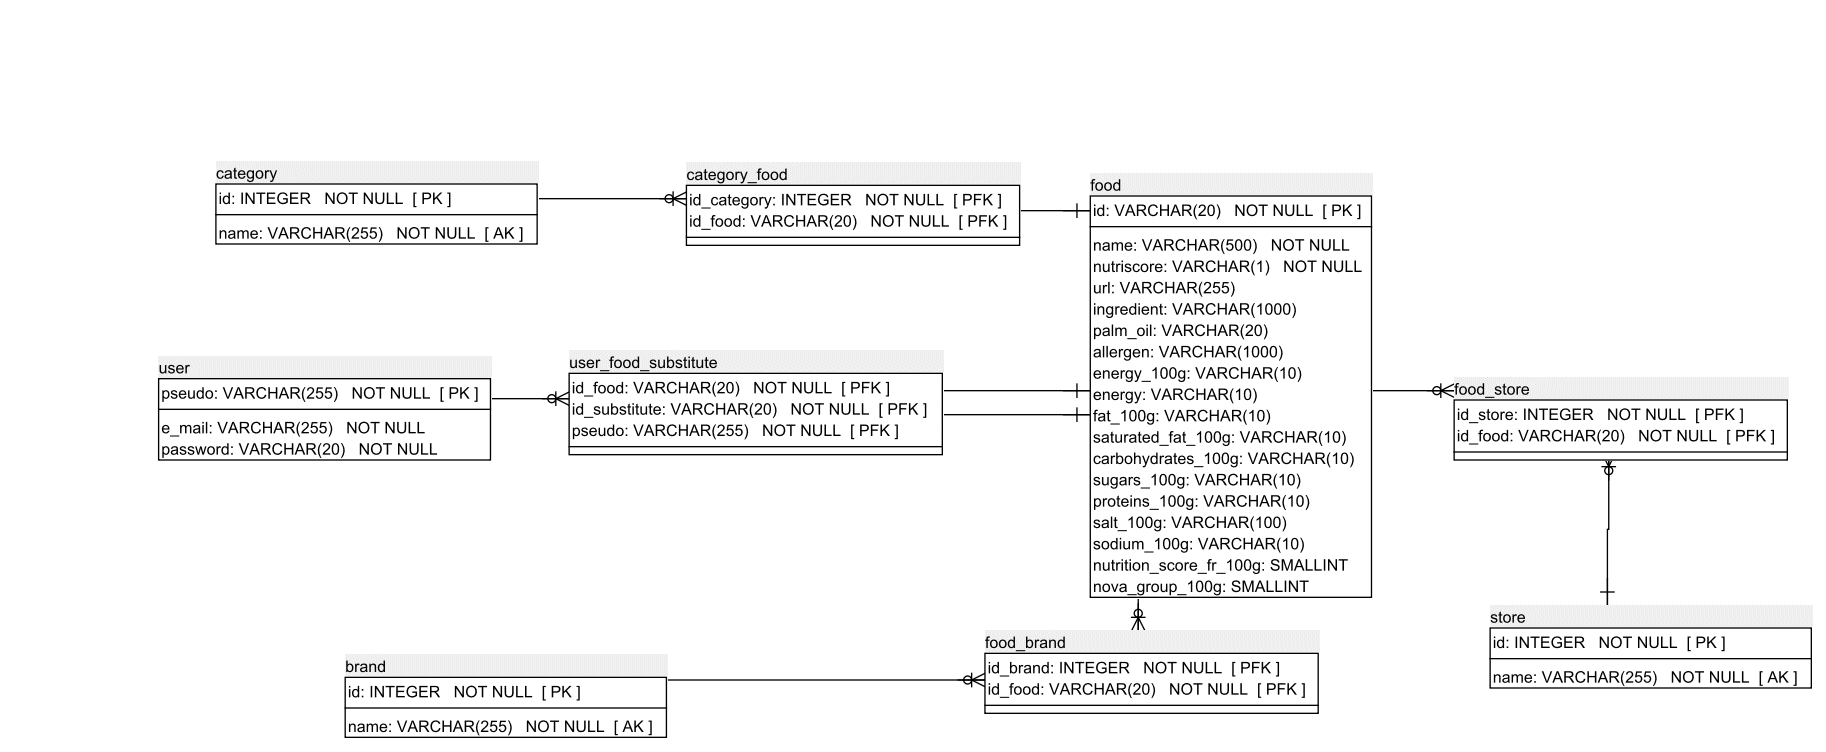 category
id: INTEGER NOT NULL [ PK ]
name: VARCHAR(255) NOT NULL [ AK ]
category_food
id_category: INTEGER NOT NULL [ PFK ]
id_food: VARCHAR(20) NOT NULL [ PFK ]
food
id: VARCHAR(20) NOT NULL [ PK ]
name: VARCHAR(500) NOT NULL
nutriscore: VARCHAR(1) NOT NULL
url: VARCHAR(255)
ingredient: VARCHAR(1000)
palm_oil: VARCHAR(20)
allergen: VARCHAR(1000)
energy_100g: VARCHAR(10)
energy: VARCHAR(10)
fat_100g: VARCHAR(10)
saturated_fat_100g: VARCHAR(10)
carbohydrates_100g: VARCHAR(10)
sugars_100g: VARCHAR(10)
proteins_100g: VARCHAR(10)
salt_100g: VARCHAR(100)
sodium_100g: VARCHAR(10)
nutrition_score_fr_100g: SMALLINT
nova_group_100g: SMALLINT
user
pseudo: VARCHAR(255) NOT NULL [ PK ]
e_mail: VARCHAR(255) NOT NULL
password: VARCHAR(20) NOT NULL
user_food_substitute
id_food: VARCHAR(20) NOT NULL [ PFK ]
id_substitute: VARCHAR(20) NOT NULL [ PFK ]
pseudo: VARCHAR(255) NOT NULL [ PFK ]
food_store
id_store: INTEGER NOT NULL [ PFK ]
id_food: VARCHAR(20) NOT NULL [ PFK ]
store
id: INTEGER NOT NULL [ PK ]
name: VARCHAR(255) NOT NULL [ AK ]
food_brand
id_brand: INTEGER NOT NULL [ PFK ]
id_food: VARCHAR(20) NOT NULL [ PFK ]
brand
id: INTEGER NOT NULL [ PK ]
name: VARCHAR(255) NOT NULL [ AK ]